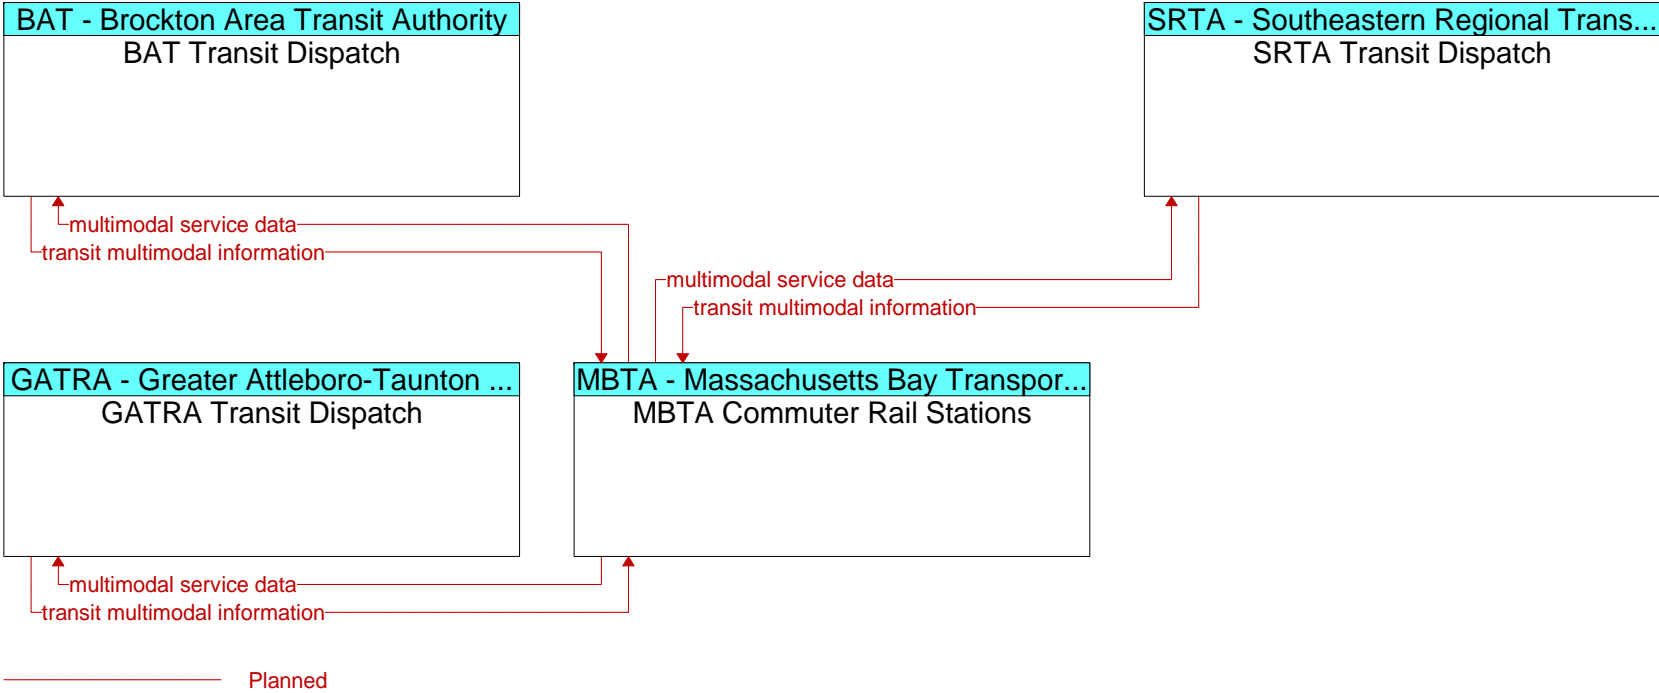 BAT - Brockton Area Transit Authority
BAT Transit Dispatch
SRTA - Southeastern Regional Trans...
SRTA Transit Dispatch
multimodal service data
transit multimodal information
multimodal service data
transit multimodal information
GATRA - Greater Attleboro-Taunton ...
GATRA Transit Dispatch
MBTA - Massachusetts Bay Transpor...
MBTA Commuter Rail Stations
multimodal service data
transit multimodal information
Planned